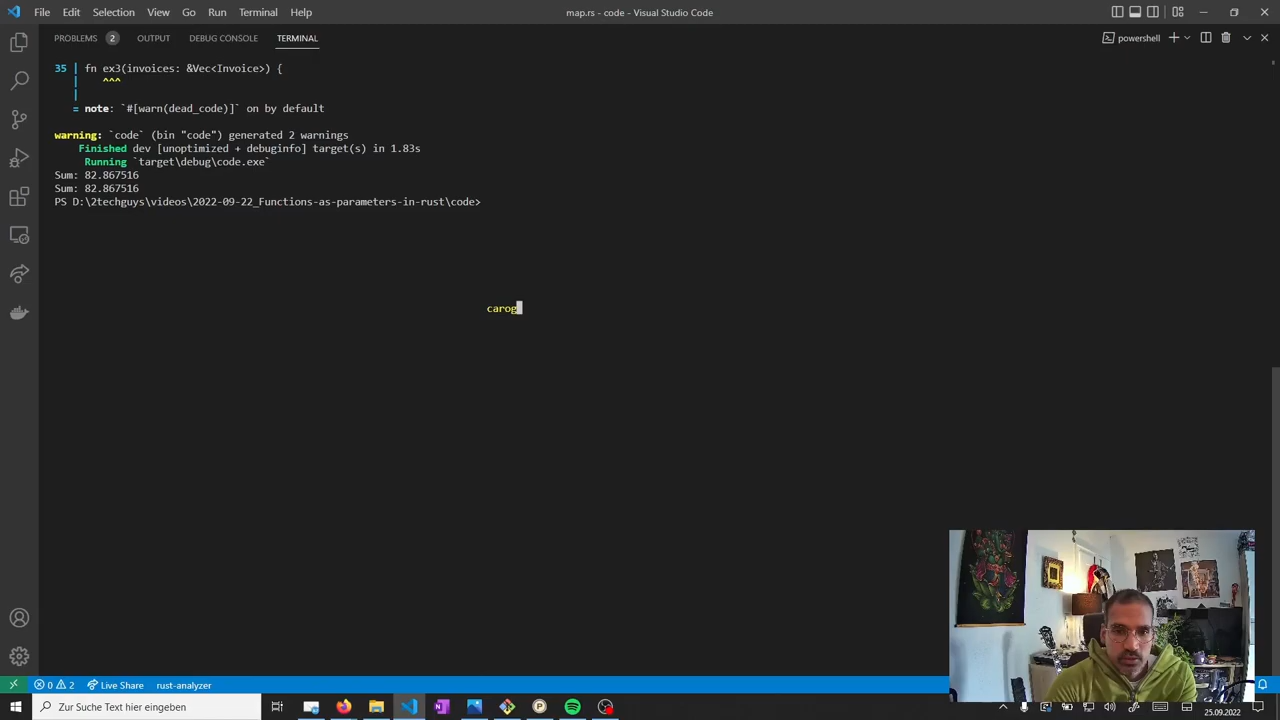 File Edit Selection View Go Run Terminal Help
map.rs - code - Visual Studio Code
PROBLEMS 2 OUTPUT DEBUG CONSOLE TERMINAL
powershell
35 | fn ex3(invoices: &Vec<Invoice>) {
| ^^^
|
= note: `#[warn(dead_code)]` on by default
warning: `code` (bin "code") generated 2 warnings
Finished dev [unoptimized + debuginfo] target(s) in 1.83s
Running `target\debug\code.exe`
Sum: 82.867516
Sum: 82.867516
PS D:\2techguys\videos\2022-09-22_Functions-as-parameters-in-rust\code>
carog
0 2 Live Share rust-analyzer
Zur Suche Text hier eingeben
25.09.2022